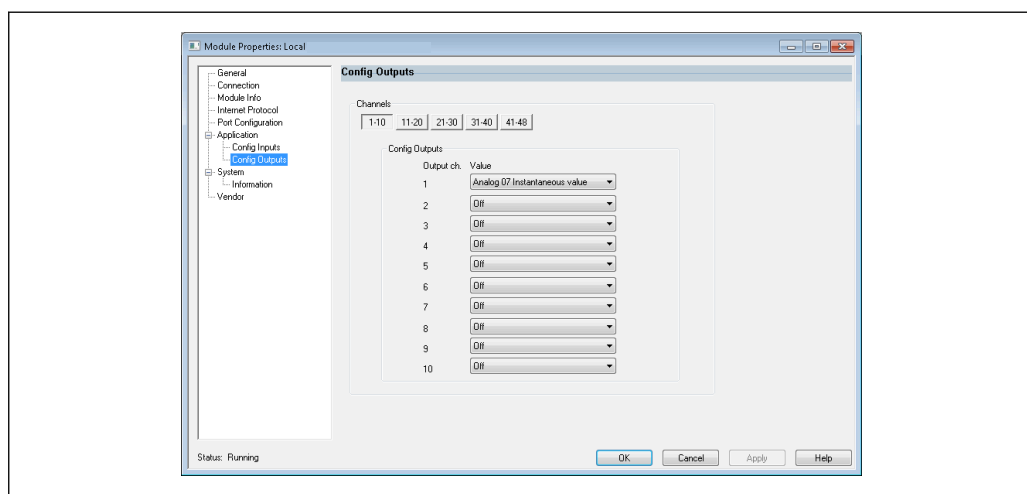 Module Properties: Local
General
Connection
Module Info
Internet Protocol
Port Configuration
Application
Config Inputs
Config Outputs
System
Information
Vendor
Config Outputs
Channels
1-10 11-20 21-30 31-40 41-48
Config Outputs
Output ch. Value
1 Analog 07 Instantaneous value
2 Off
3 Off
4 Off
5 Off
6 Off
7 Off
8 Off
9 Off
10 Off
Status: Running
OK Cancel Apply Help